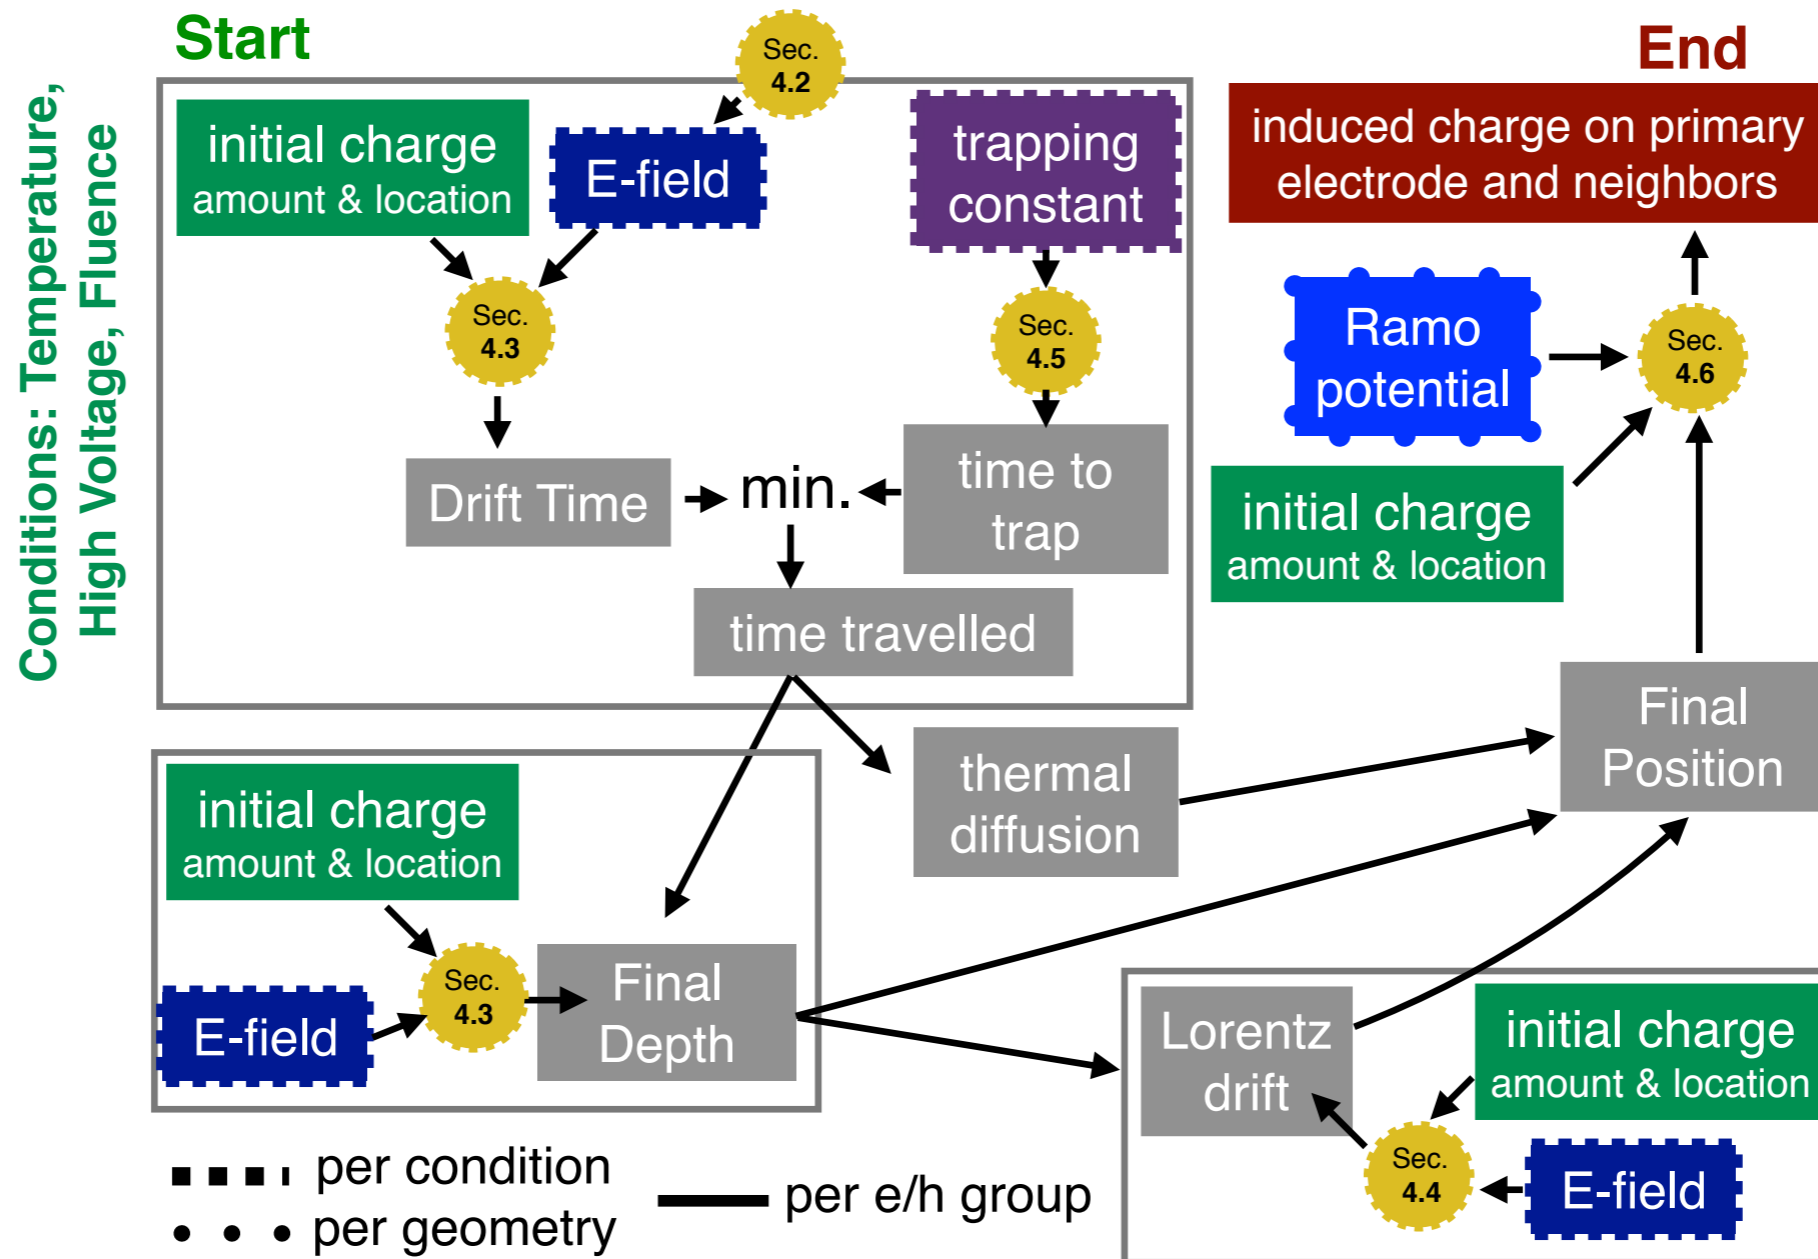 Start
End
Conditions: Temperature,
High Voltage, Fluence
Sec.
4.2
initial charge
amount & location
E-field
trapping
constant
Sec.
4.3
Sec.
4.5
Drift Time
min.
time to
trap
time travelled
induced charge on primary
electrode and neighbors
Ramo
potential
Sec.
4.6
initial charge
amount & location
Final
Position
thermal
diffusion
initial charge
amount & location
E-field
Sec.
4.3
Final
Depth
Lorentz
drift
initial charge
amount & location
Sec.
4.4
E-field
per condition
per geometry
per e/h group